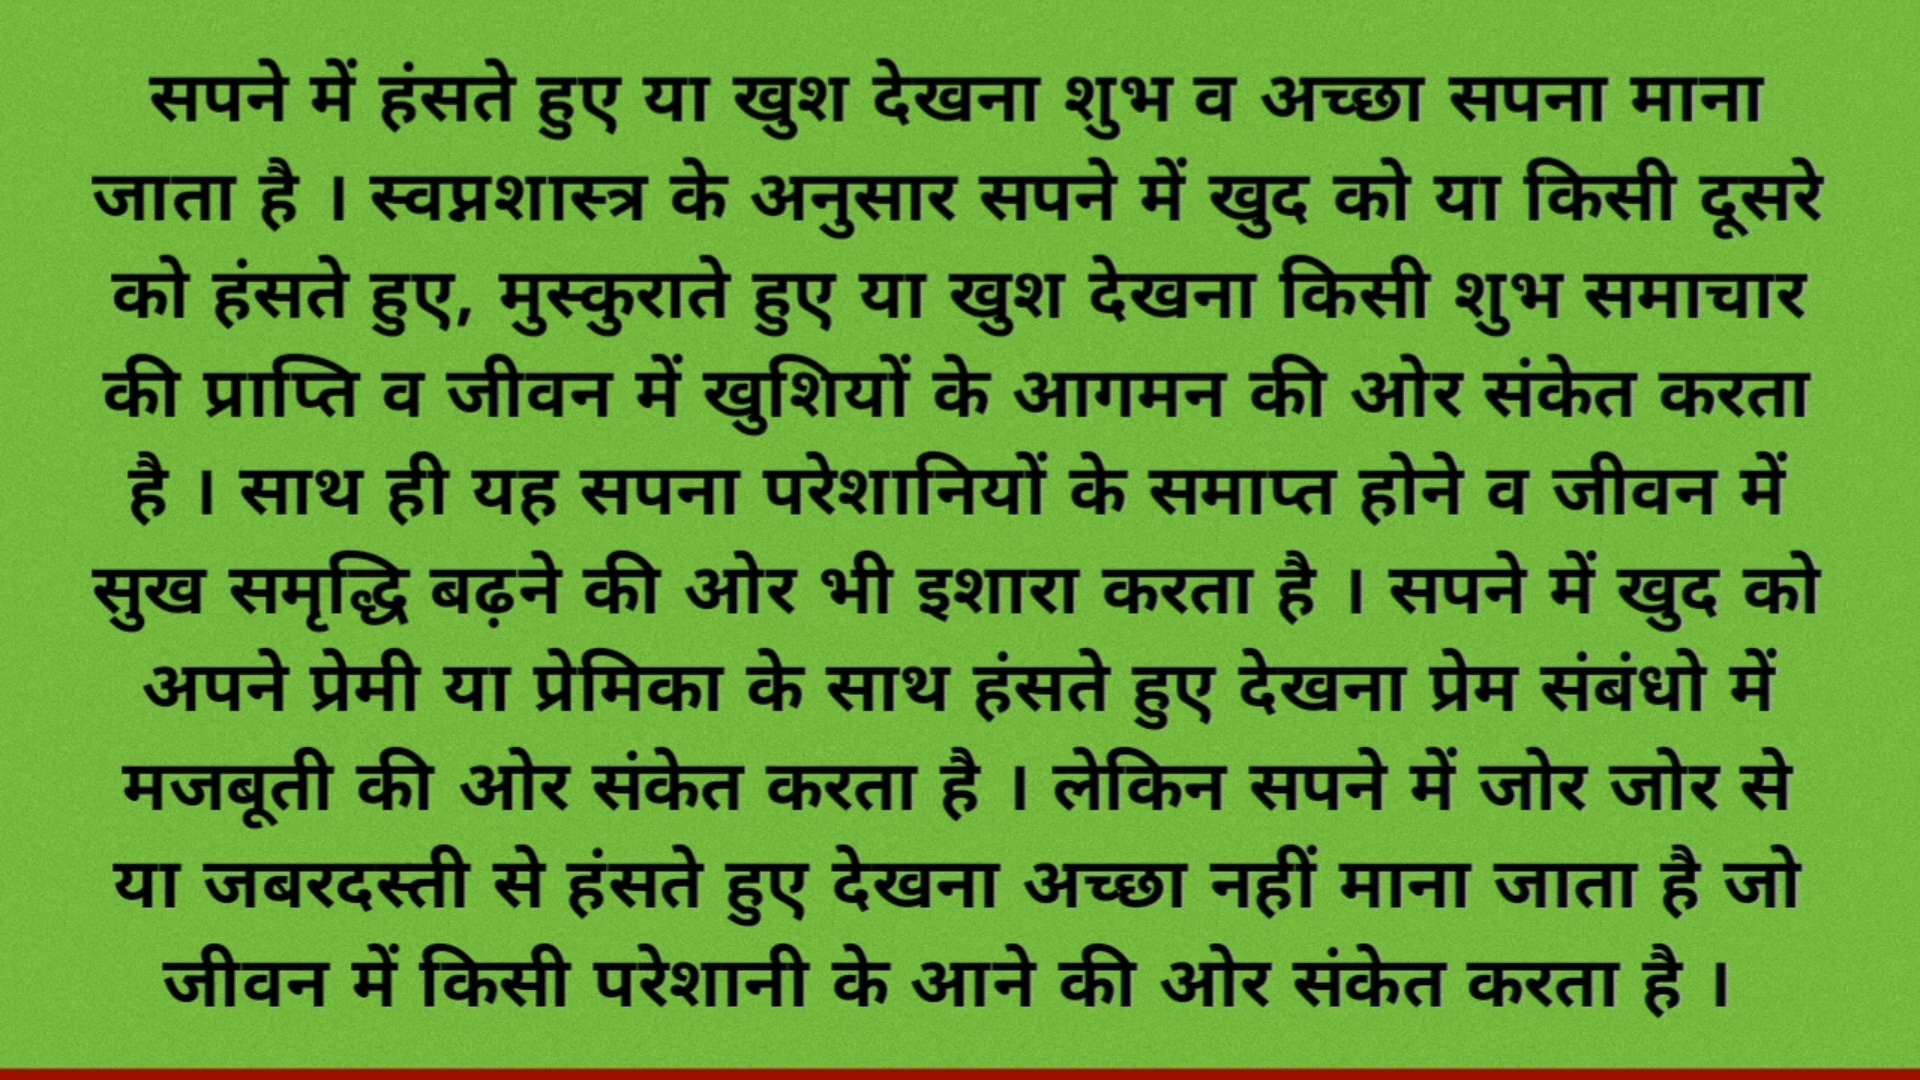 सपने में हंसते हुए या खुश देखना शुभ व अच्छा सपना माना
जाता है । स्वप्नशास्त्र के अनुसार सपने में खुद को या किसी दूसरे
को हंसते हुए, मुस्कुराते हुए या खुश देखना किसी शुभ समाचार
की प्राप्ति व जीवन में खुशियों के आगमन की ओर संकेत करता
है । साथ ही यह सपना परेशानियों के समाप्त होने व जीवन में
सुख समृद्धि बढ़ने की ओर भी इशारा करता है । सपने में खुद को
अपने प्रेमी या प्रेमिका के साथ हंसते हुए देखना प्रेम संबंधो में
मजबूती की ओर संकेत करता है । लेकिन सपने में जोर जोर से
या जबरदस्ती से हंसते हुए देखना अच्छा नहीं माना जाता है जो
जीवन में किसी परेशानी के आने की ओर संकेत करता है ।